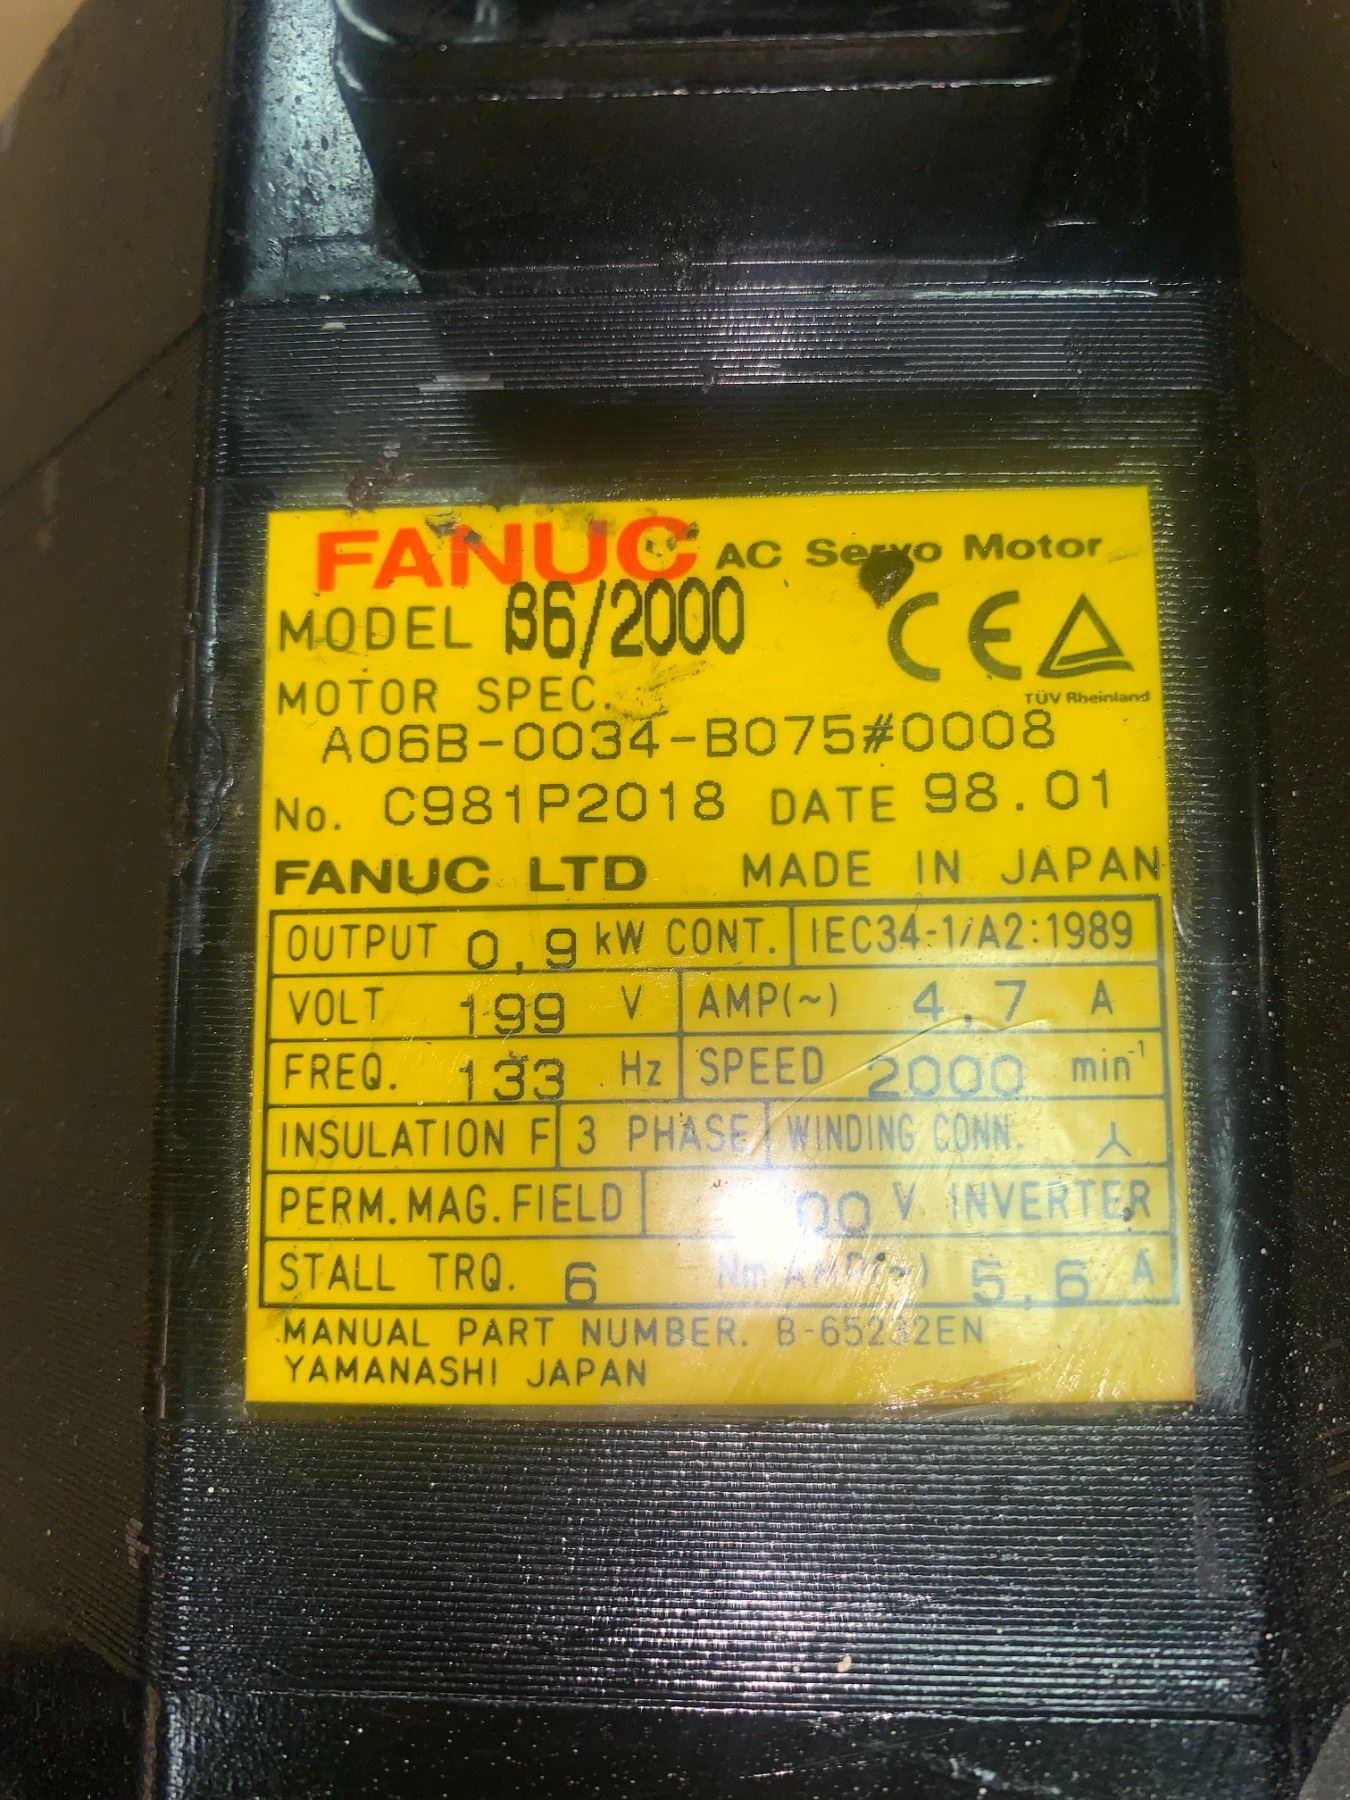 FANUC AC Servo Motor
MODEL β6/2000
CE
TÜV Rheinland
MOTOR SPEC.
A06B-0034-B075#0008
No. C981P2018 DATE 98.01
FANUC LTD MADE IN JAPAN
OUTPUT 0,9 kW CONT. IEC34-1/A2:1989
VOLT 199 V AMP(~) 4,7 A
FREQ. 133 Hz SPEED 2000 min⁻¹
INSULATION F 3 PHASE WINDING CONN.
PERM.MAG.FIELD V INVERTER
STALL TRQ. 6 Nm AMP(~) 5,6 A
MANUAL PART NUMBER.
YAMANASHI JAPAN